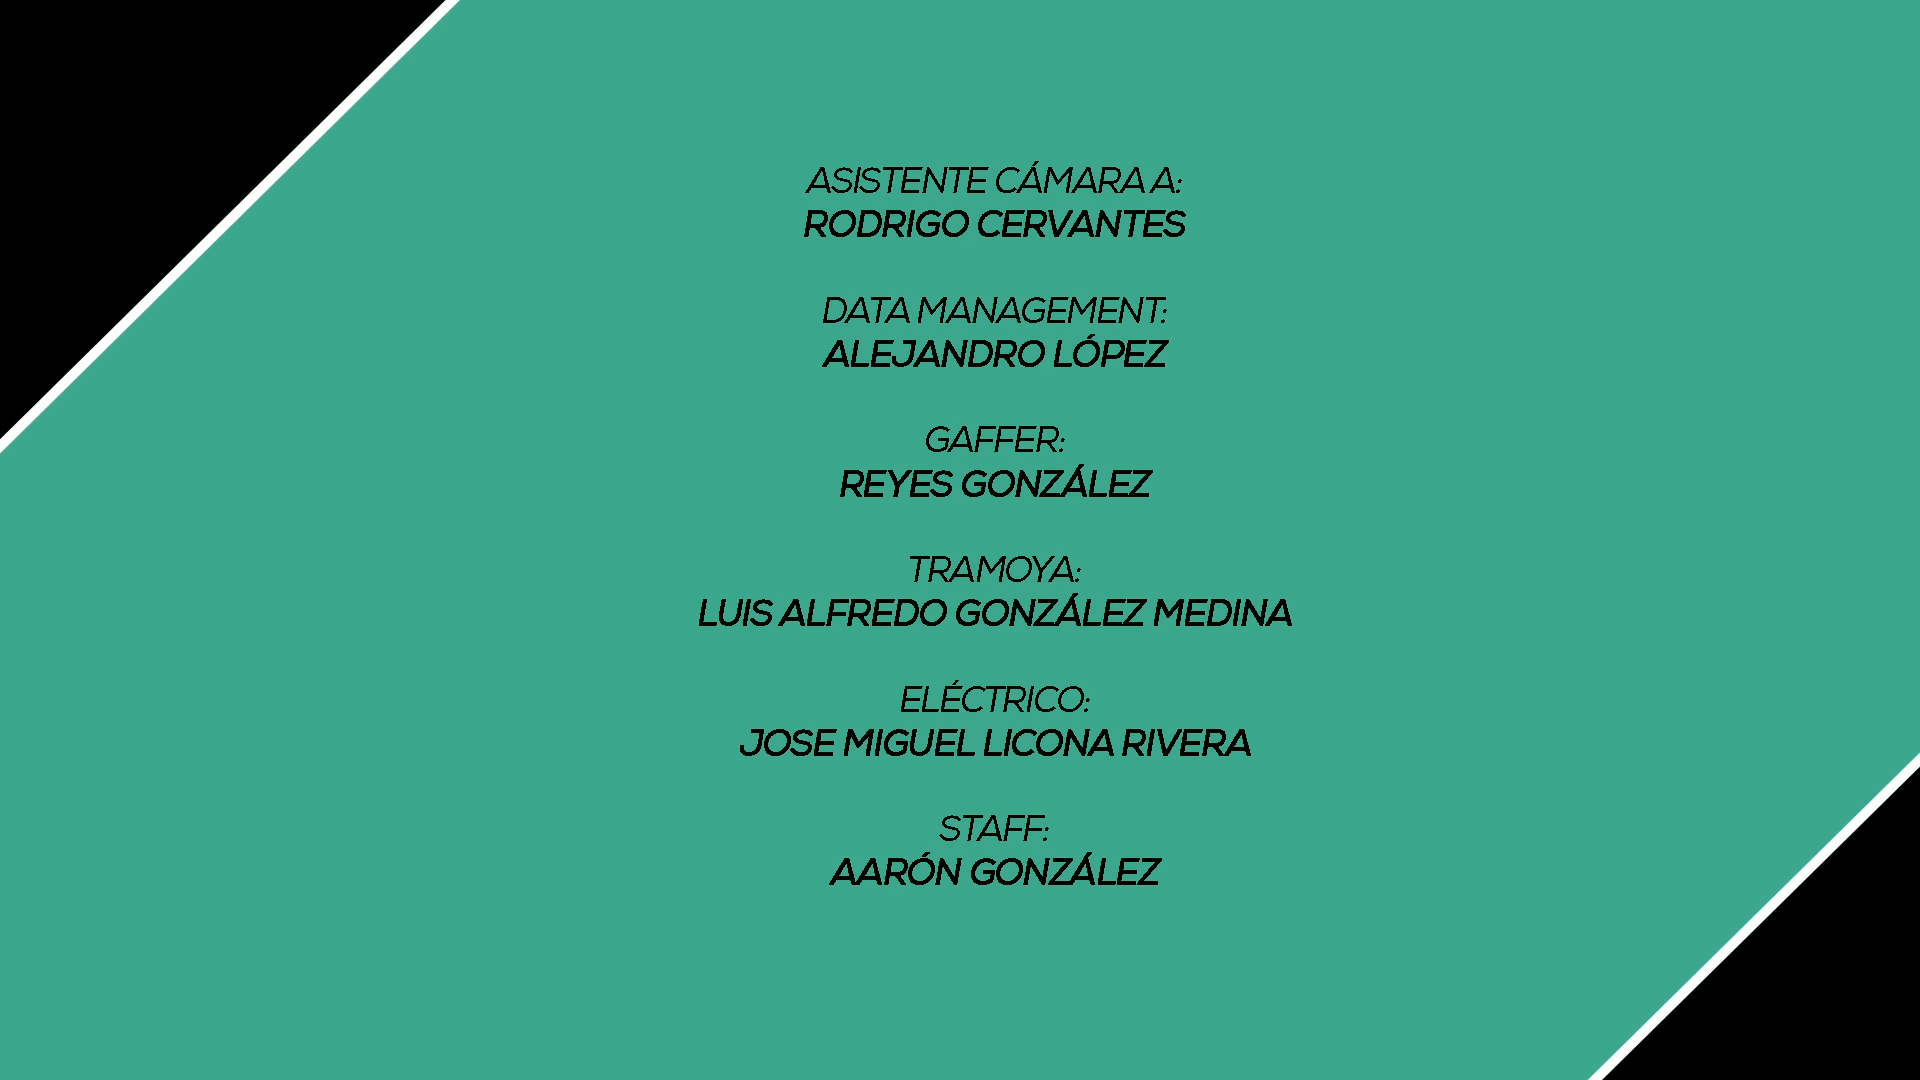 ASISTENTE CÁMARA A:
RODRIGO CERVANTES
DATA MANAGEMENT:
ALEJANDRO LÓPEZ
GAFFER:
REYES GONZÁLEZ
TRAMOYA:
LUIS ALFREDO GONZÁLEZ MEDINA
ELÉCTRICO:
JOSE MIGUEL LICONA RIVERA
STAFF:
AARÓN GONZÁLEZ